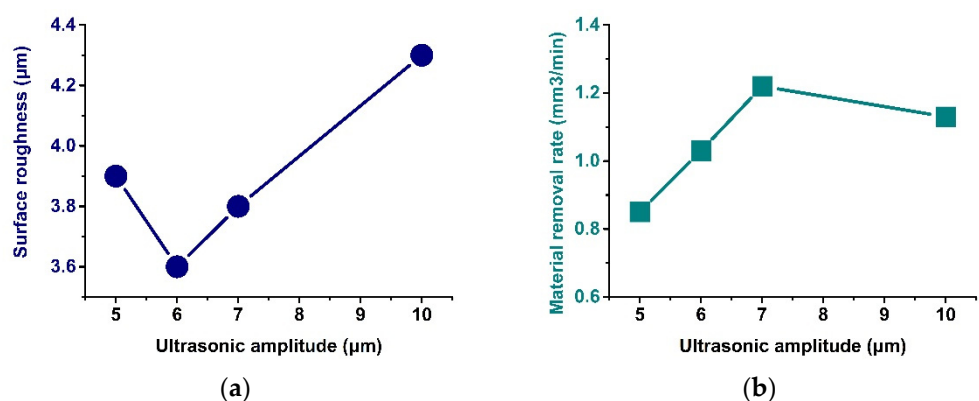 Surface roughness (µm)
4.4
4.2
4.0
3.8
3.6
5 6 7 8 9 10
Ultrasonic amplitude (µm)
(a)
Material removal rate (mm3/min)
1.4
1.2
1.0
0.8
0.6
5 6 7 8 9 10
Ultrasonic amplitude (µm)
(b)